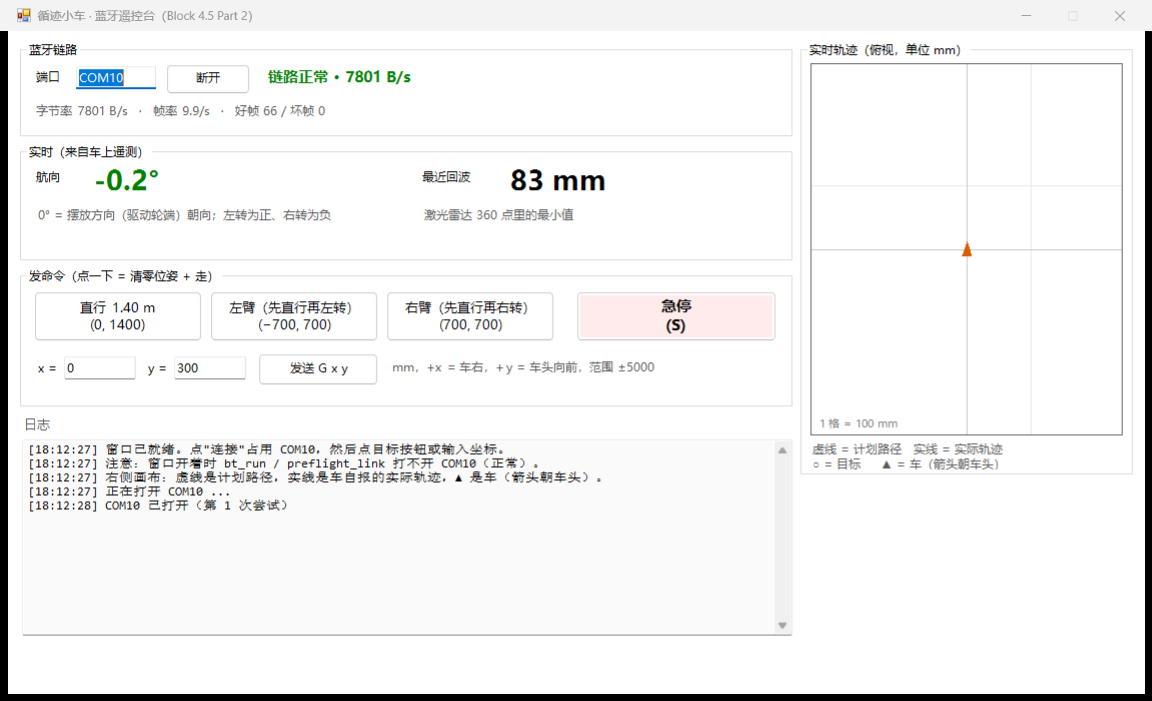 循迹小车 · 蓝牙遥控台 (Block 4.5 Part 2)
蓝牙链路
端口 COM10 断开 链路正常 · 7801 B/s
字节率 7801 B/s · 帧率 9.9/s · 好帧 66 / 坏帧 0
实时（来自车上遥测）
航向 -0.2° 最近回波 83 mm
0° = 摆放方向（驱动轮端）朝向；左转为正、右转为负 激光雷达 360 点里的最小值
发命令（点一下 = 清零位姿 + 走）
直行 1.40 m
(0, 1400)
左臂（先直行再左转）
(−700, 700)
右臂（先直行再右转）
(700, 700)
急停
(S)
x = 0 y = 300 发送 G x y mm，+x = 车右，+y = 车头向前，范围 ±5000
日志
[18:12:27] 窗口已就绪。点"连接"占用 COM10，然后点目标按钮或输入坐标。
[18:12:27] 注意：窗口开着时 bt_run / preflight_link 打不开 COM10（正常）。
[18:12:27] 右侧画布：虚线是计划路径，实线是车自报的实际轨迹，▲ 是车（箭头朝车头）。
[18:12:27] 正在打开 COM10 ...
[18:12:28] COM10 已打开（第 1 次尝试）
实时轨迹（俯视，单位 mm）
1 格 = 100 mm
虚线 = 计划路径 实线 = 实际轨迹
○ = 目标 ▲ = 车（箭头朝车头）